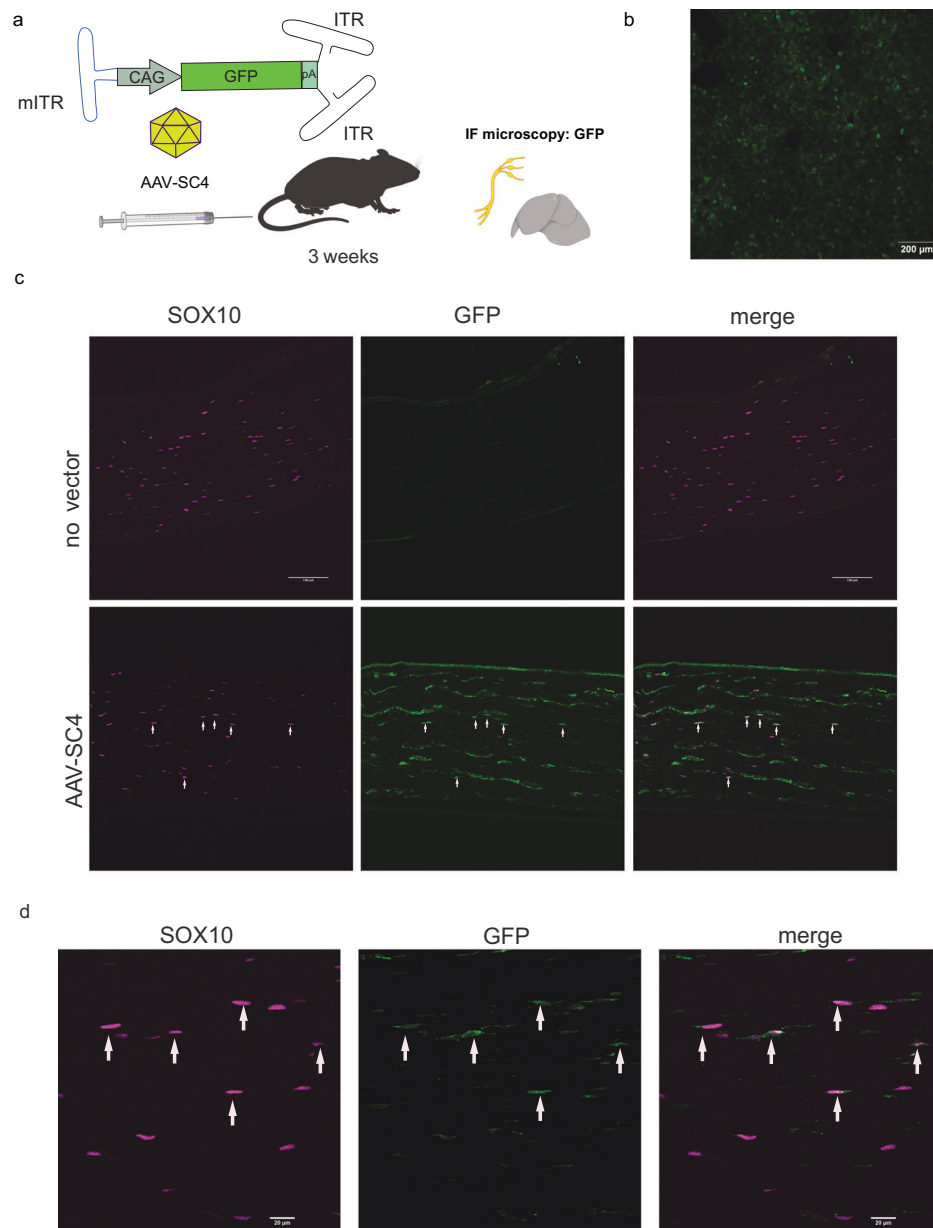 a
ITR
CAG
GFP
pA
mITR
ITR
AAV-SC4
IF microscopy: GFP
3 weeks
b
200 µm
c
SOX10
GFP
merge
no vector
AAV-SC4
d
SOX10
GFP
merge
20 µm
20 µm